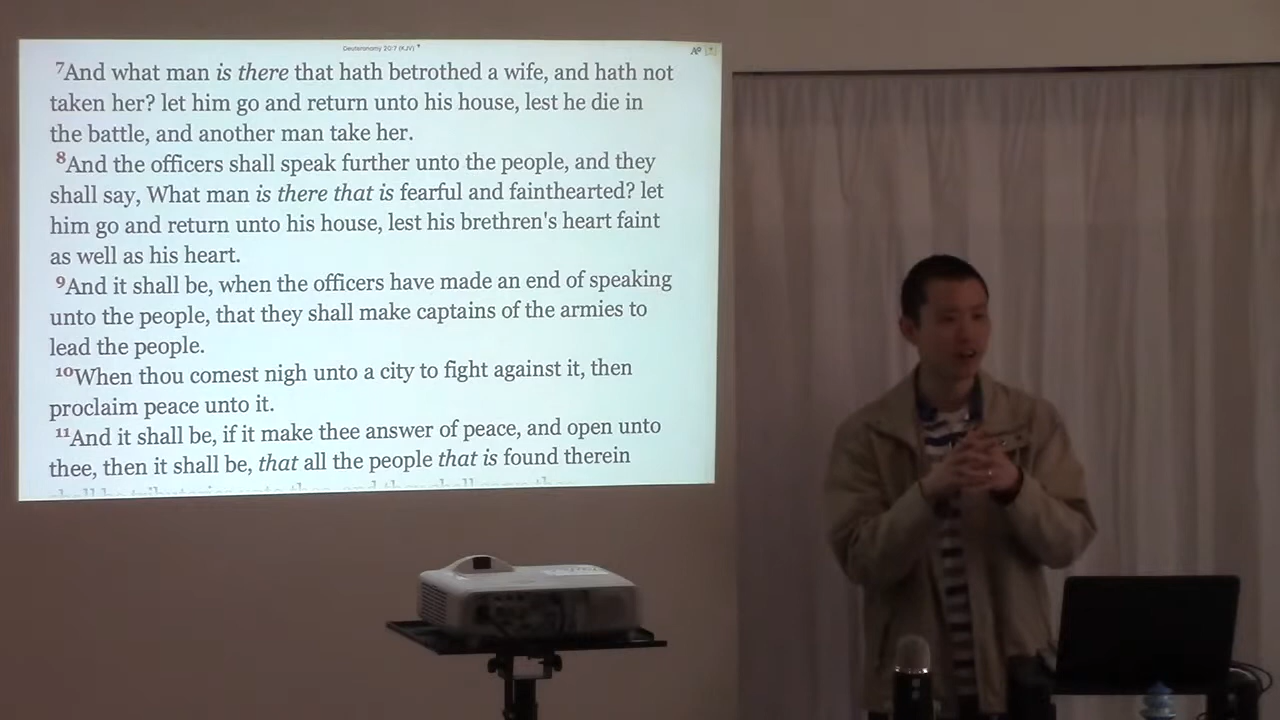 Deuteronomy 20:7 (KJV)
7And what man is there that hath betrothed a wife, and hath not
taken her? let him go and return unto his house, lest he die in
the battle, and another man take her.
8And the officers shall speak further unto the people, and they
shall say, What man is there that is fearful and fainthearted? let
him go and return unto his house, lest his brethren's heart faint
as well as his heart.
9And it shall be, when the officers have made an end of speaking
unto the people, that they shall make captains of the armies to
lead the people.
10When thou comest nigh unto a city to fight against it, then
proclaim peace unto it.
11And it shall be, if it make thee answer of peace, and open unto
thee, then it shall be, that all the people that is found therein